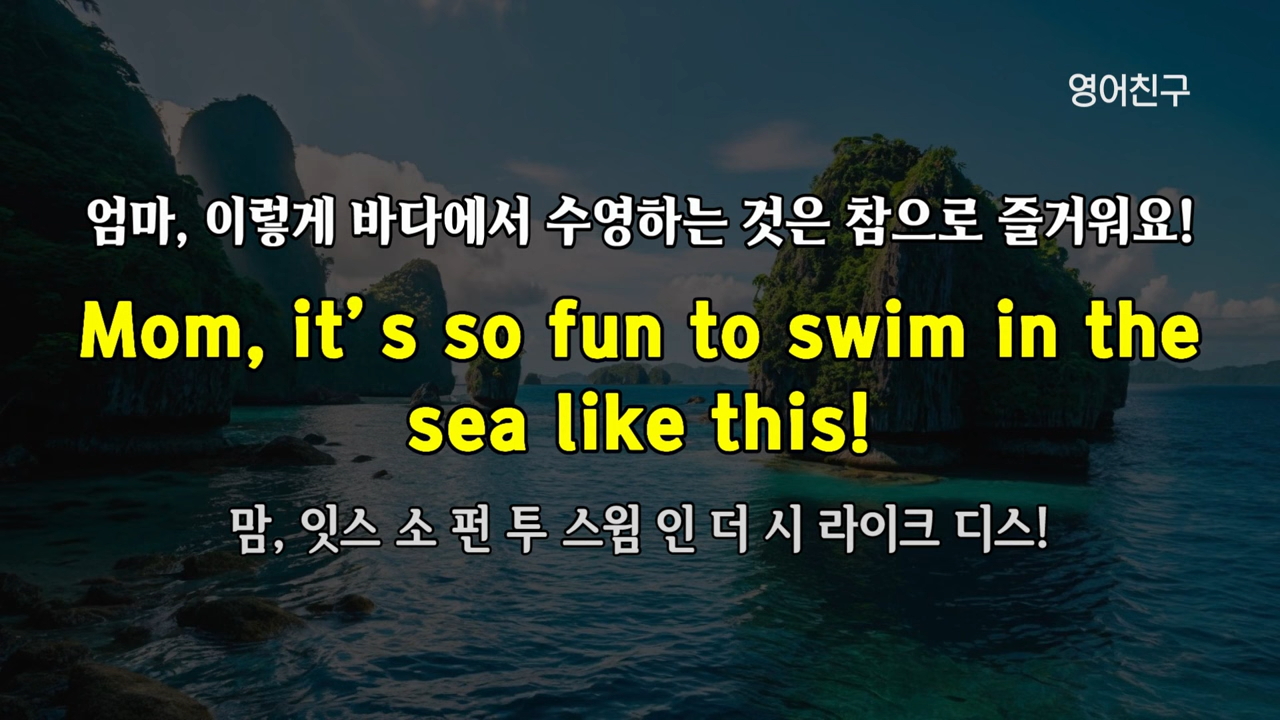 영어친구
엄마, 이렇게 바다에서 수영하는 것은 참으로 즐거워요!
Mom, it's so fun to swim in the
sea like this!
맘, 잇스 소 펀 투 스윔 인 더 시 라이크 디스!